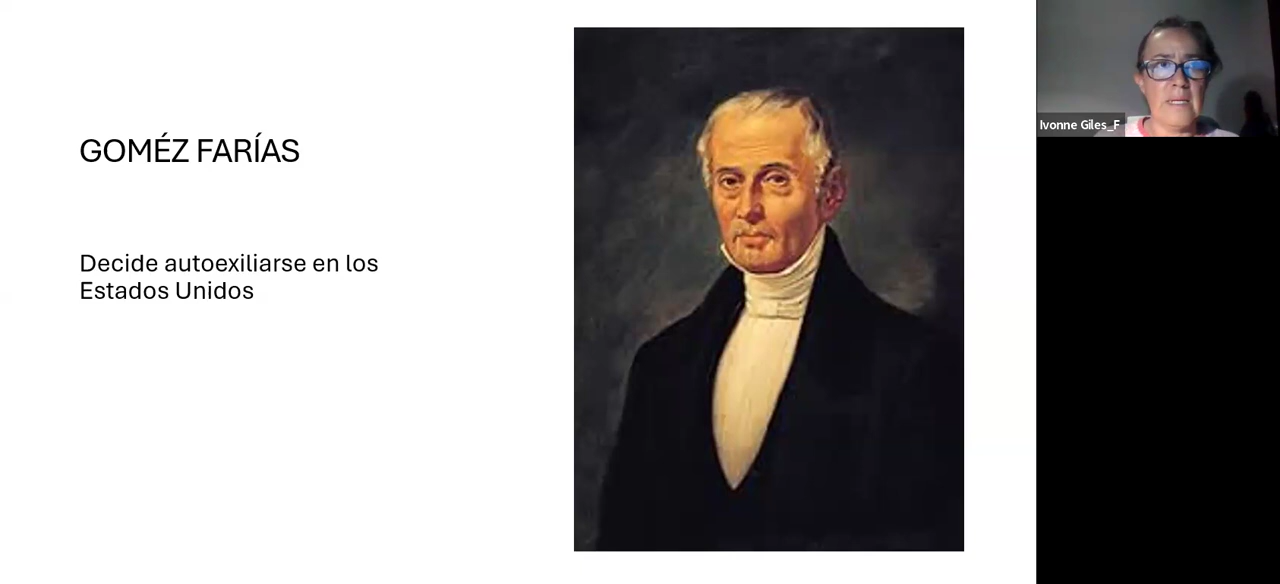 GOMÉZ FARÍAS
Decide autoexiliarse en los
Estados Unidos
Ivonne Giles_F